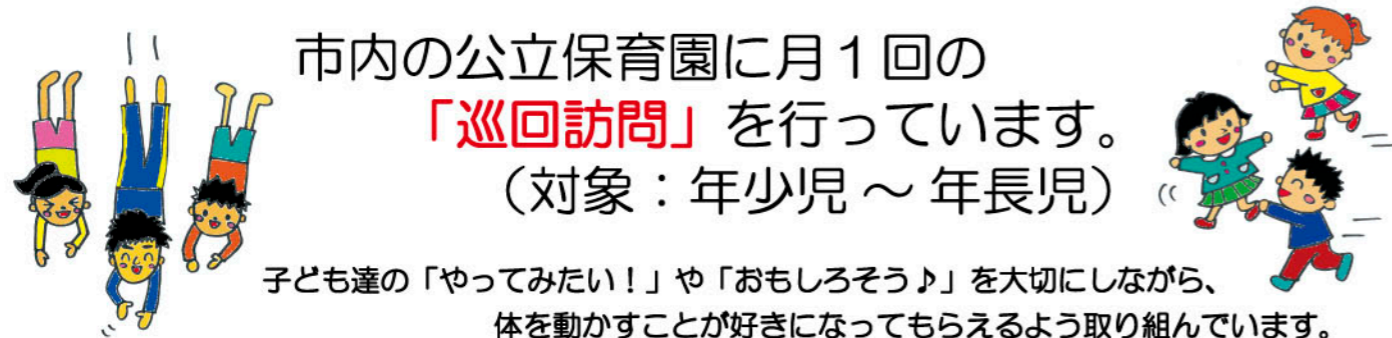 市内の公立保育園に月１回の
「巡回訪問」を行っています。
（対象：年少児 ～ 年長児）
子ども達の「やってみたい！」や「おもしろそう♪」を大切にしながら、
体を動かすことが好きになってもらえるよう取り組んでいます。